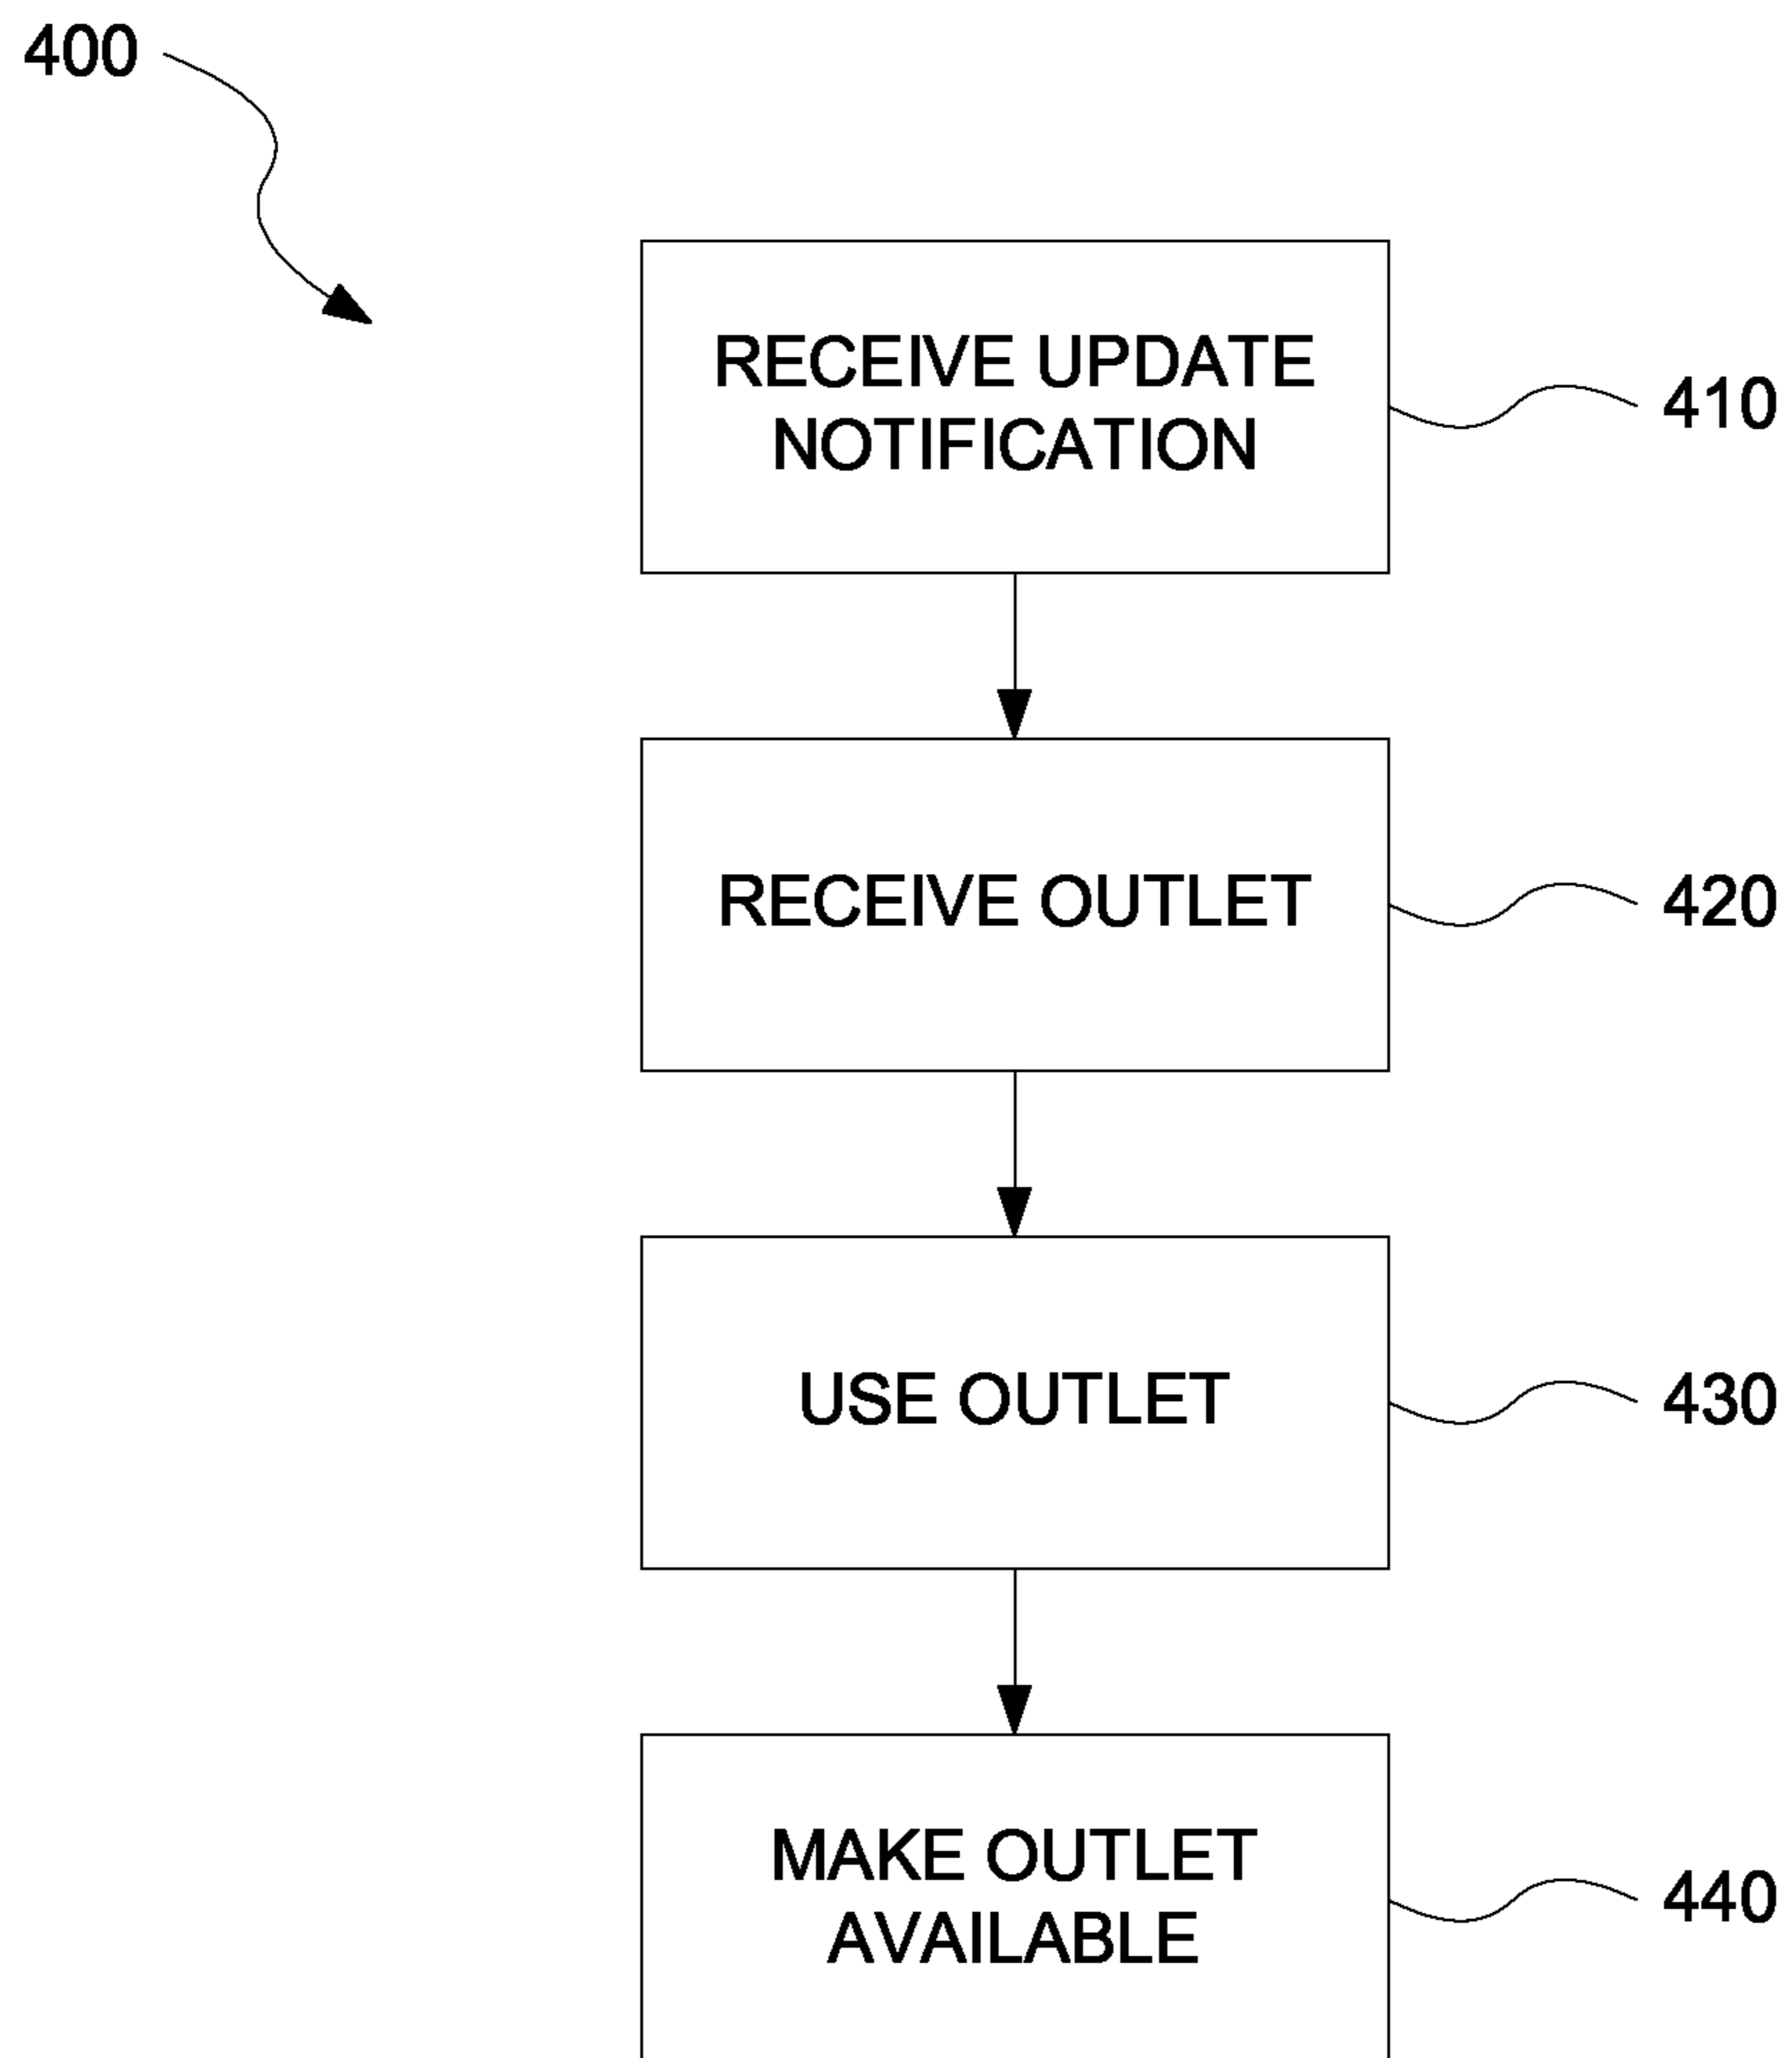 400
RECEIVE UPDATE
NOTIFICATION
410
RECEIVE OUTLET
420
USE OUTLET
430
MAKE OUTLET
AVAILABLE
440